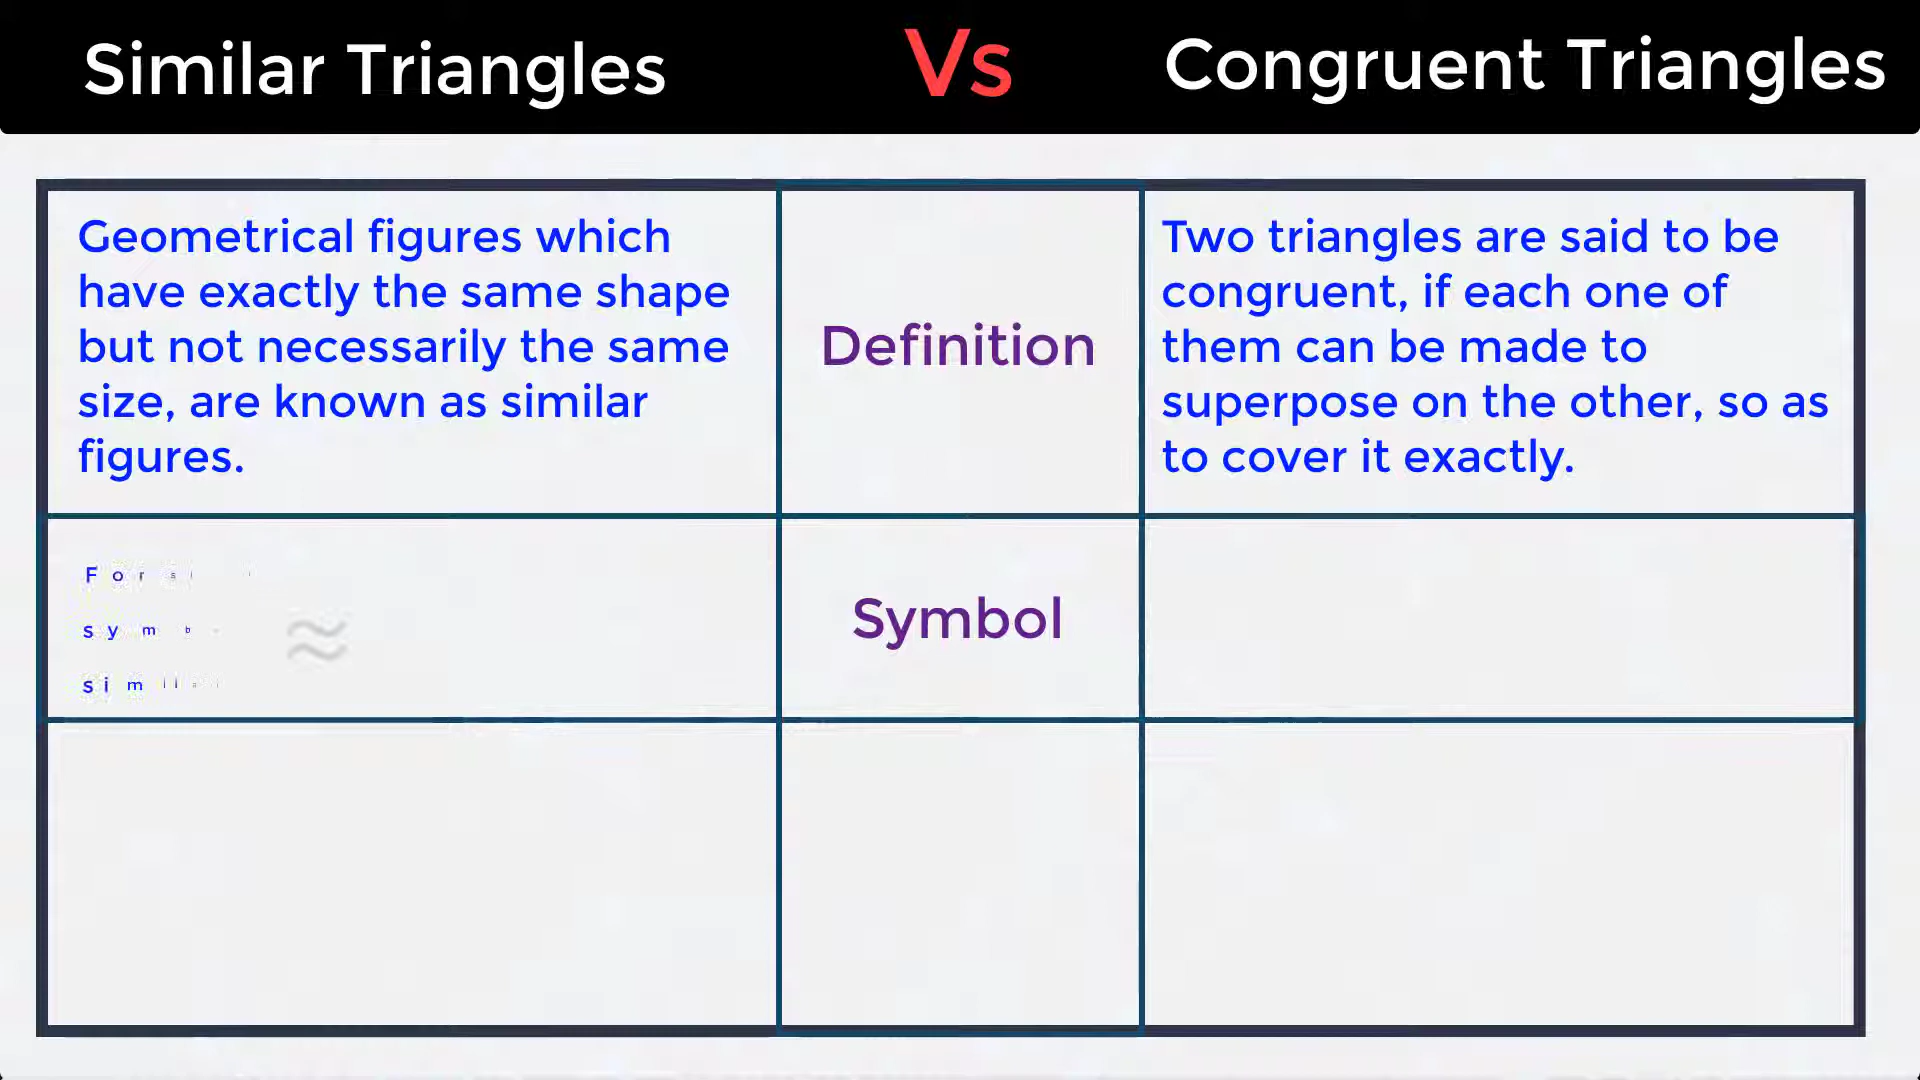 Similar Triangles Vs Congruent Triangles
Geometrical figures which
have exactly the same shape
but not necessarily the same
size, are known as similar
figures.
Definition
Two triangles are said to be
congruent, if each one of
them can be made to
superpose on the other, so as
to cover it exactly.
For
≈
Symbol